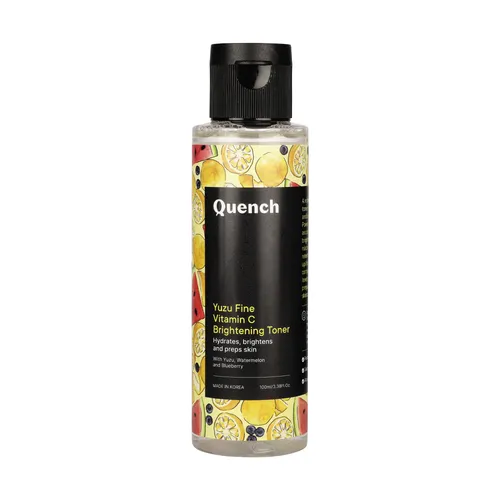 Quench
Yuzu Fine
Vitamin C
Brightening Toner
Hydrates, brightens
and preps skin
With Yuzu, Watermelon
and Blueberry
MADE IN KOREA
100ml/3.38Fl.Oz.